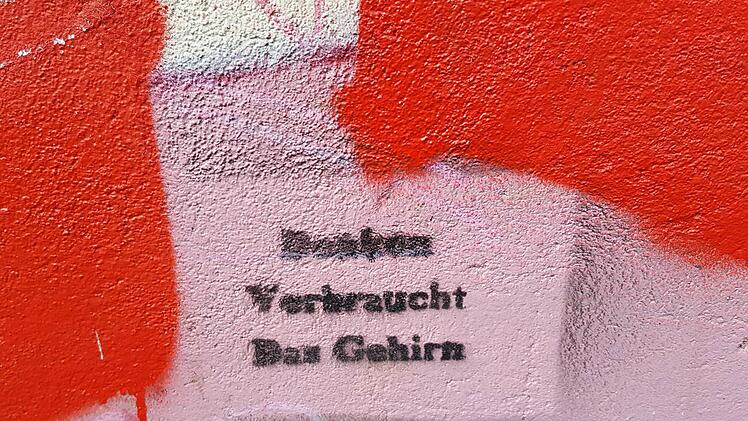 Denken
Verbraucht
Das Gehirn